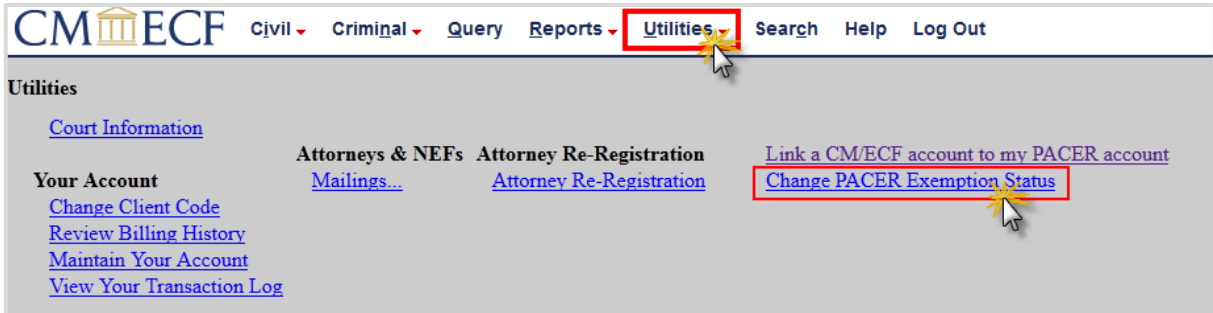 CM ECF Civil Criminal Query Reports Utilities Search Help Log Out
Utilities
Court Information
Attorneys & NEFs Attorney Re-Registration Link a CM/ECF account to my PACER account
Your Account Mailings... Attorney Re-Registration Change PACER Exemption Status
Change Client Code
Review Billing History
Maintain Your Account
View Your Transaction Log